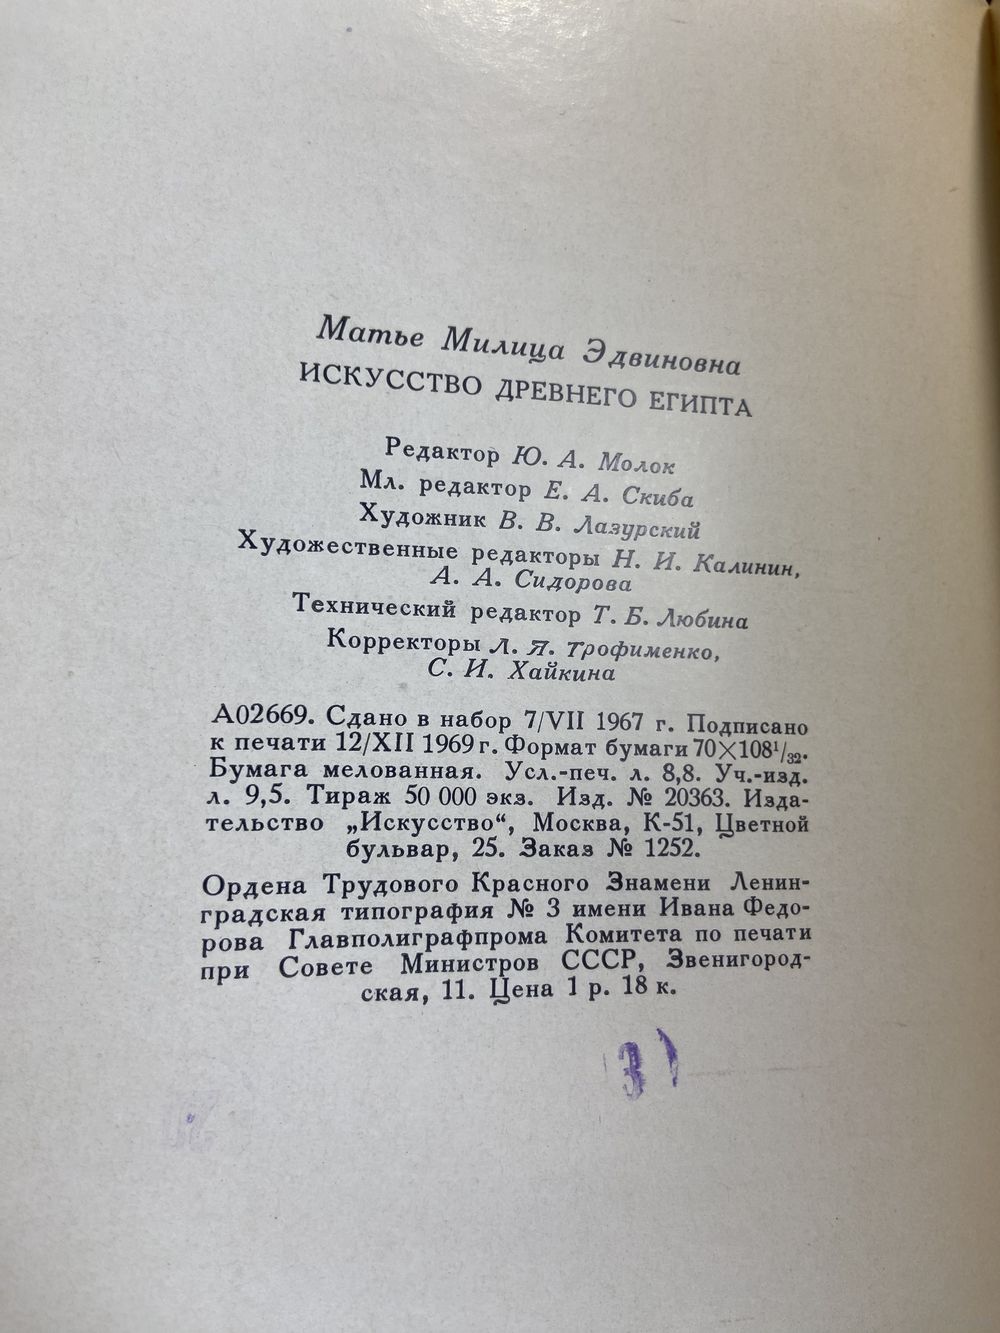 Матье Милица Эдвиновна
ИСКУССТВО ДРЕВНЕГО ЕГИПТА
Редактор Ю. А. Молок
Мл. редактор Е. А. Скиба
Художник В. В. Лазурский
Художественные редакторы Н. И. Калинин,
А. А. Сидорова
Технический редактор Т. Б. Любина
Корректоры Л. Я. Трофименко,
С. И. Хайкина
А02669. Сдано в набор 7/VII 1967 г. Подписано
к печати 12/XII 1969 г. Формат бумаги 70×108¹/₃₂.
Бумага мелованная. Усл.-печ. л. 8,8. Уч.-изд.
л. 9,5. Тираж 50 000 экз. Изд. № 20363. Изда-
тельство „Искусство“, Москва, К-51, Цветной
бульвар, 25. Заказ № 1252.
Ордена Трудового Красного Знамени Ленин-
градская типография № 3 имени Ивана Федо-
рова Главполиграфпрома Комитета по печати
при Совете Министров СССР, Звенигород-
ская, 11. Цена 1 р. 18 к.
3